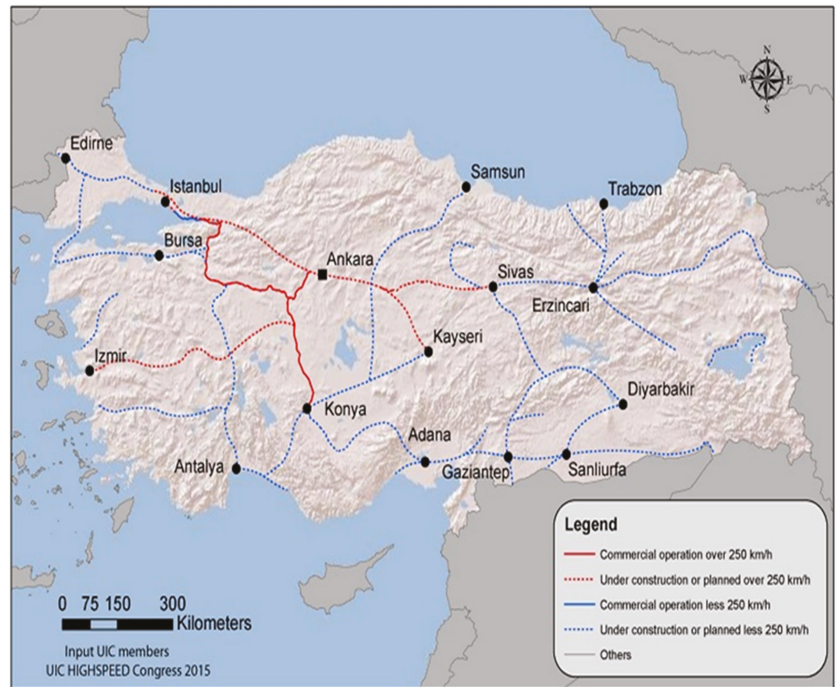 N
W E
S
Edirne
Istanbul
Samsun
Trabzon
Bursa
Ankara
Sivas
Erzincari
Kayseri
Izmir
Diyarbakir
Konya
Adana
Antalya
Gaziantep
Sanliurfa
Legend
Commercial operation over 250 km/h
Under construction or planned over 250 km/h
Commercial operation less 250 km/h
Under construction or planned less 250 km/h
Others
0 75 150 300
Kilometers
Input UIC members
UIC HIGHSPEED Congress 2015